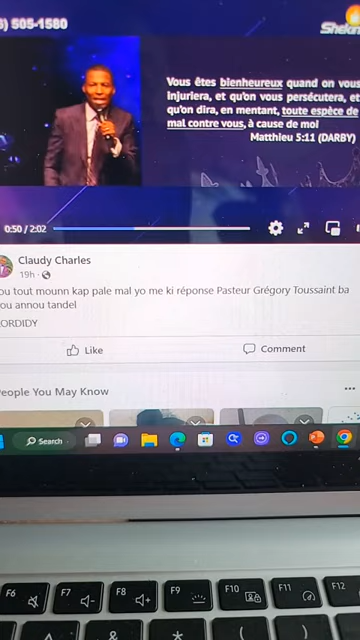 505-1580
Vous êtes bienheureux quand on vous
injuriera, et qu'on vous persécutera, et
qu'on dira, en mentant, toute espèce de
mal contre vous, à cause de moi
Matthieu 5:11 (DARBY)
0:50 / 2:02
Claudy Charles
19h ·
ou tout mounn kap pale mal yo me ki réponse Pasteur Grégory Toussaint ba
ou annou tandel
ORDIDY
Like
Comment
People You May Know
Search
F6
F7
F8
F9
F10
F11
F12
&
*
(
)